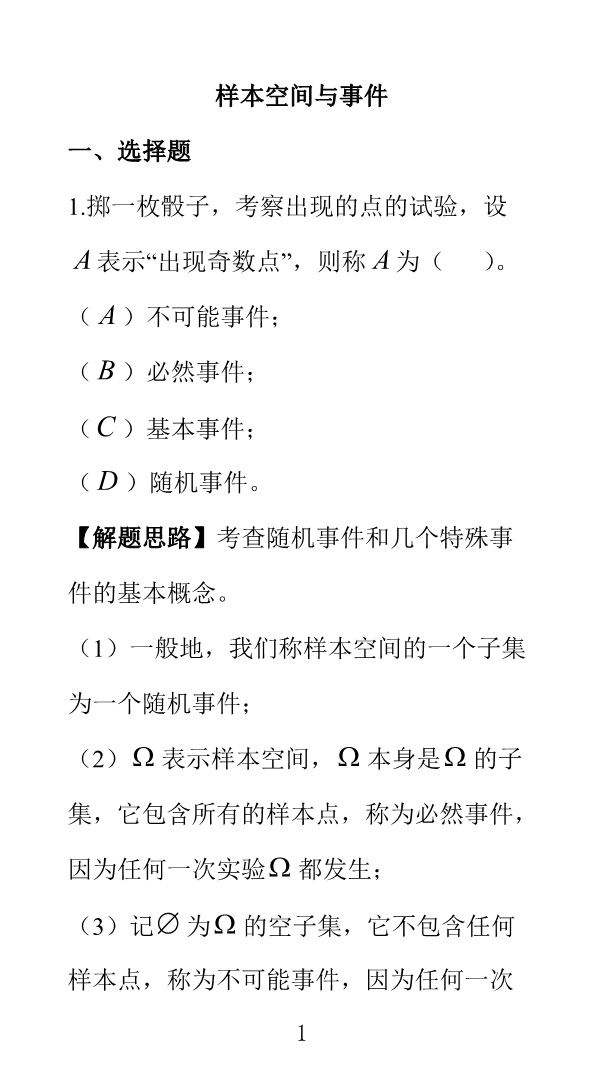 样本空间与事件
一、选择题
1.掷一枚骰子，考察出现的点的试验，设
A表示“出现奇数点”，则称A为（　　）。
（A）不可能事件；
（B）必然事件；
（C）基本事件；
（D）随机事件。
【解题思路】考查随机事件和几个特殊事
件的基本概念。
（1）一般地，我们称样本空间的一个子集
为一个随机事件；
（2）Ω表示样本空间，Ω本身是Ω的子
集，它包含所有的样本点，称为必然事件，
因为任何一次实验Ω都发生；
（3）记∅为Ω的空子集，它不包含任何
样本点，称为不可能事件，因为任何一次
1